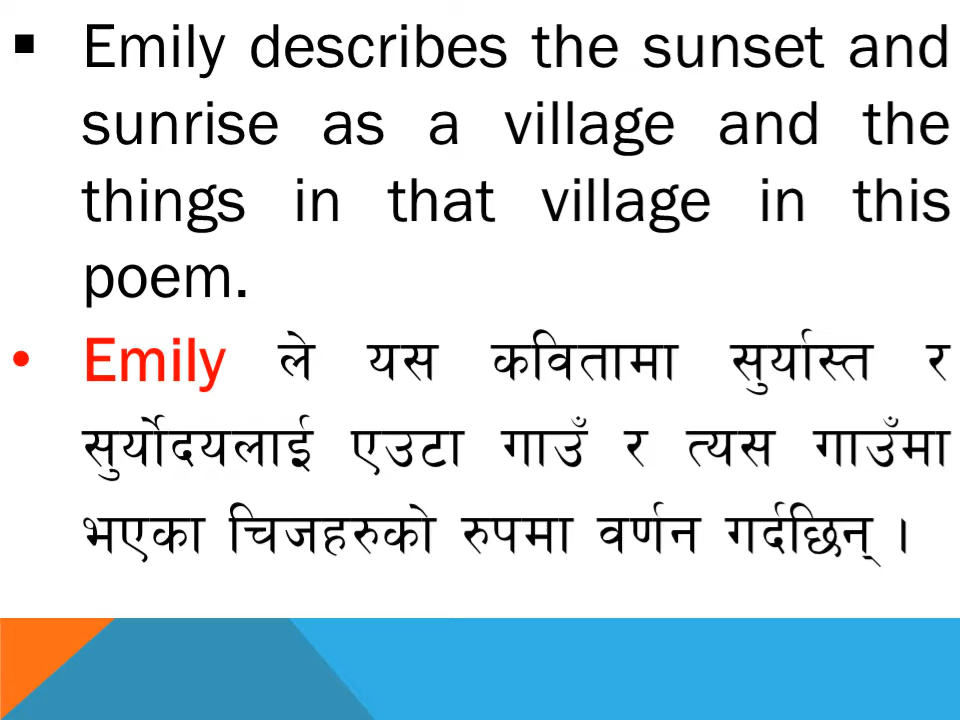 ▪ Emily describes the sunset and
sunrise as a village and the
things in that village in this
poem.
• Emily ले यस कवितामा सुर्यास्त र
सुर्योदयलाई एउटा गाउँ र त्यस गाउँमा
भएका चिजहरुको रुपमा वर्णन गर्दछिन् ।